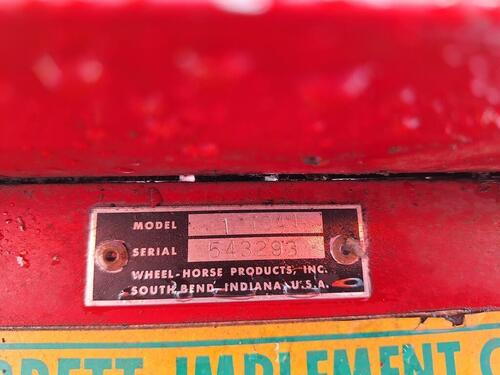 MODEL
SERIAL 543293
WHEEL-HORSE PRODUCTS, INC.
SOUTH BEND, INDIANA, U.S.A.
IMPLEMENT